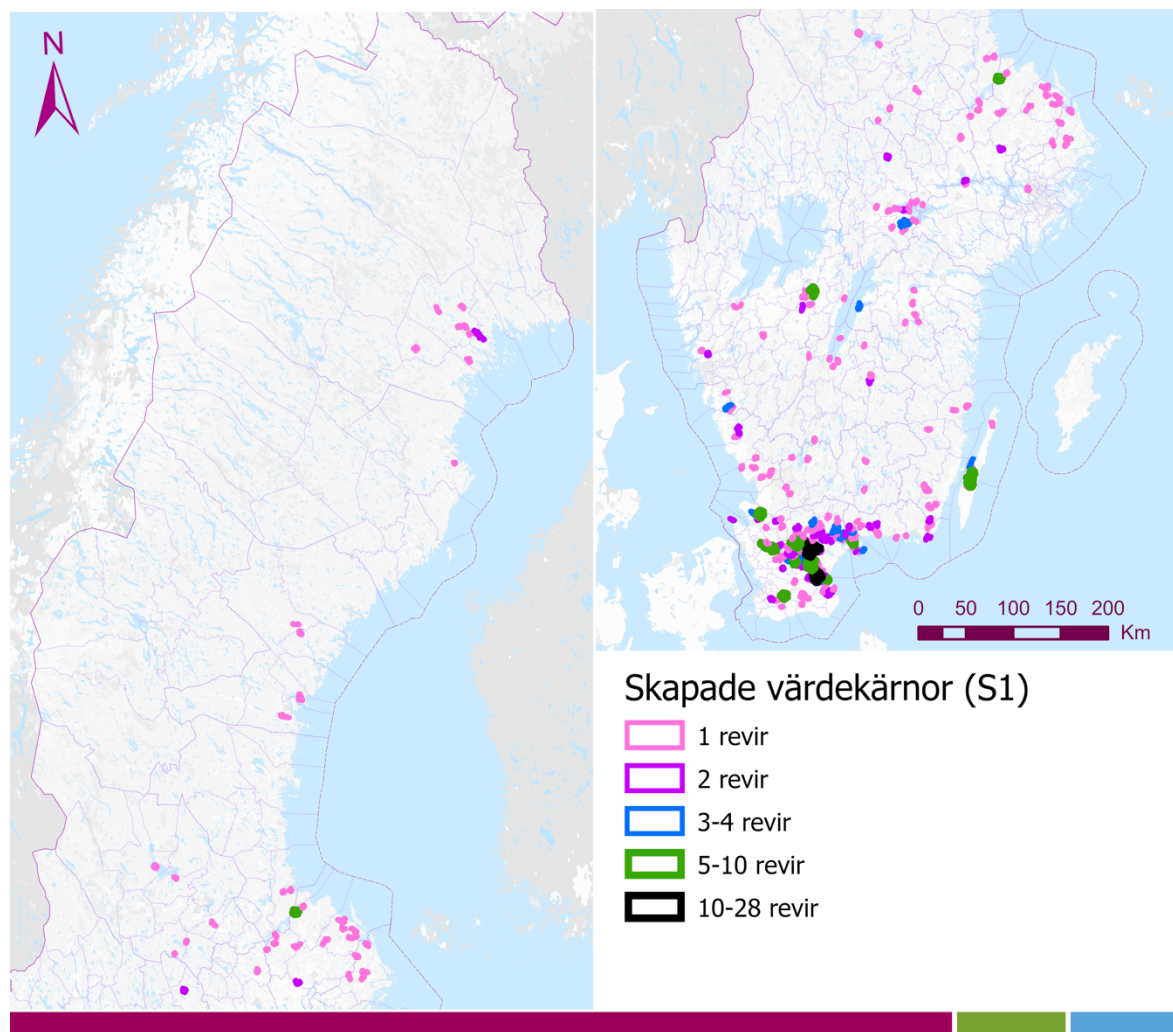 N
0 50 100 150 200
Km
Skapade värdekärnor (S1)
1 revir
2 revir
3-4 revir
5-10 revir
10-28 revir